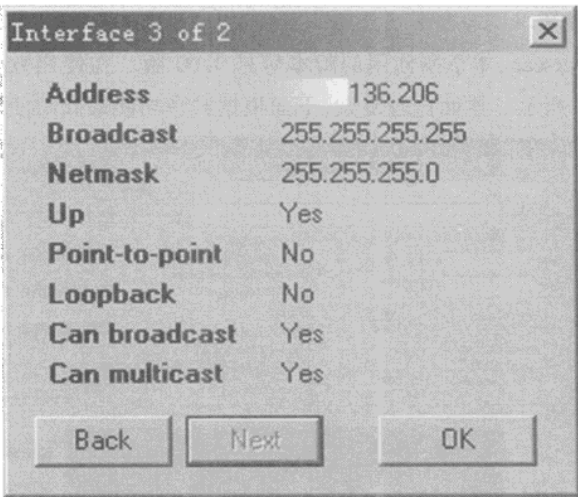 Interface 3 of 2
Address 136.206
Broadcast 255.255.255.255
Netmask 255.255.255.0
Up Yes
Point-to-point No
Loopback No
Can broadcast Yes
Can multicast Yes
Back Next OK